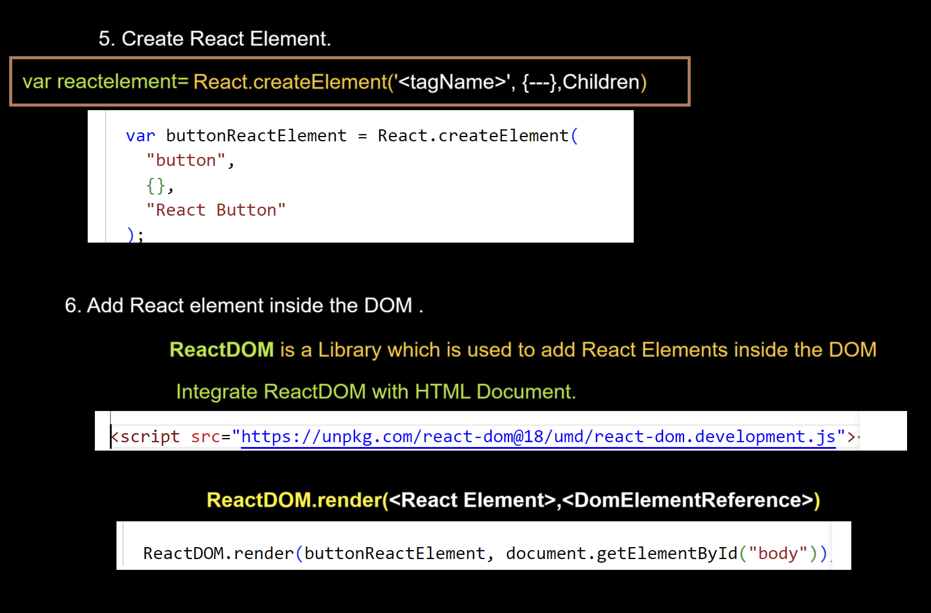 5. Create React Element.
var reactelement= React.createElement('<tagName>', {---},Children)
var buttonReactElement = React.createElement(
"button",
{},
"React Button"
);
6. Add React element inside the DOM .
ReactDOM is a Library which is used to add React Elements inside the DOM
Integrate ReactDOM with HTML Document.
<script src="https://unpkg.com/react-dom@18/umd/react-dom.development.js"><
ReactDOM.render(<React Element>,<DomElementReference>)
ReactDOM.render(buttonReactElement, document.getElementById("body"))